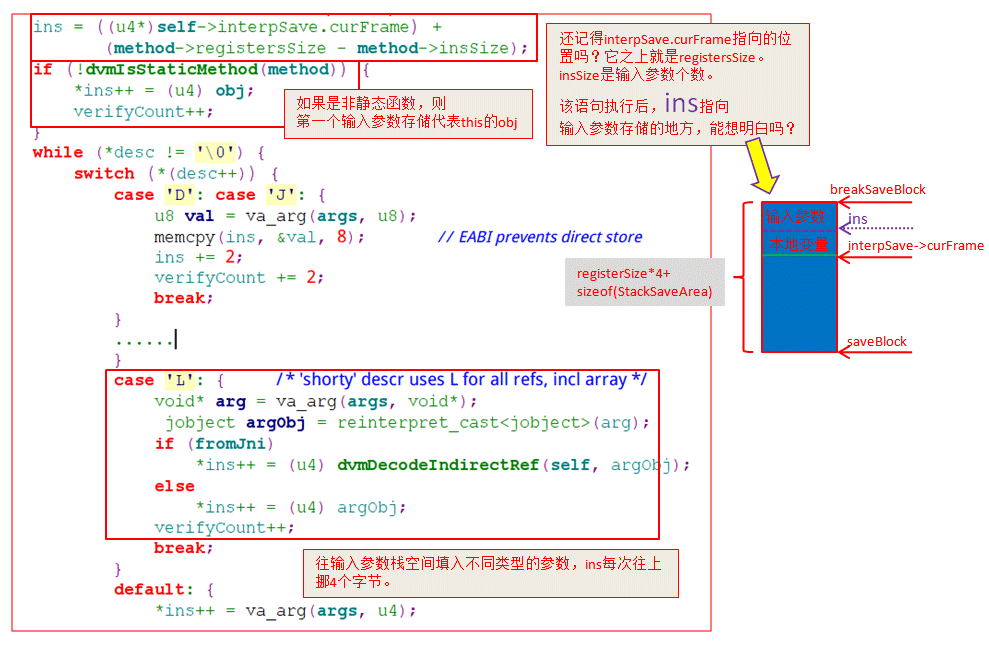 ins = ((u4*)self->interpSave.curFrame) +
(method->registersSize - method->insSize);
if (!dvmIsStaticMethod(method)) {
*ins++ = (u4) obj;
verifyCount++;
}
while (*desc != '\0') {
switch (*(desc++)) {
case 'D': case 'J': {
u8 val = va_arg(args, u8);
memcpy(ins, &val, 8); // EABI prevents direct store
ins += 2;
verifyCount += 2;
break;
}
......
}
case 'L': { /* 'shorty' descr uses L for all refs, incl array */
void* arg = va_arg(args, void*);
jobject argObj = reinterpret_cast<jobject>(arg);
if (fromJni)
*ins++ = (u4) dvmDecodeIndirectRef(self, argObj);
else
*ins++ = (u4) argObj;
verifyCount++;
break;
}
default: {
*ins++ = va_arg(args, u4);
如果是非静态函数，则
第一个输入参数存储代表this的obj
往输入参数栈空间填入不同类型的参数，ins每次往上
挪4个字节。
还记得interpSave.curFrame指向的位
置吗？它之上就是registersSize。
insSize是输入参数个数。
该语句执行后，ins指向
输入参数存储的地方，能想明白吗？
breakSaveBlock
输入参数
ins
本地变量
interpSave->curFrame
registerSize*4+
sizeof(StackSaveArea)
saveBlock